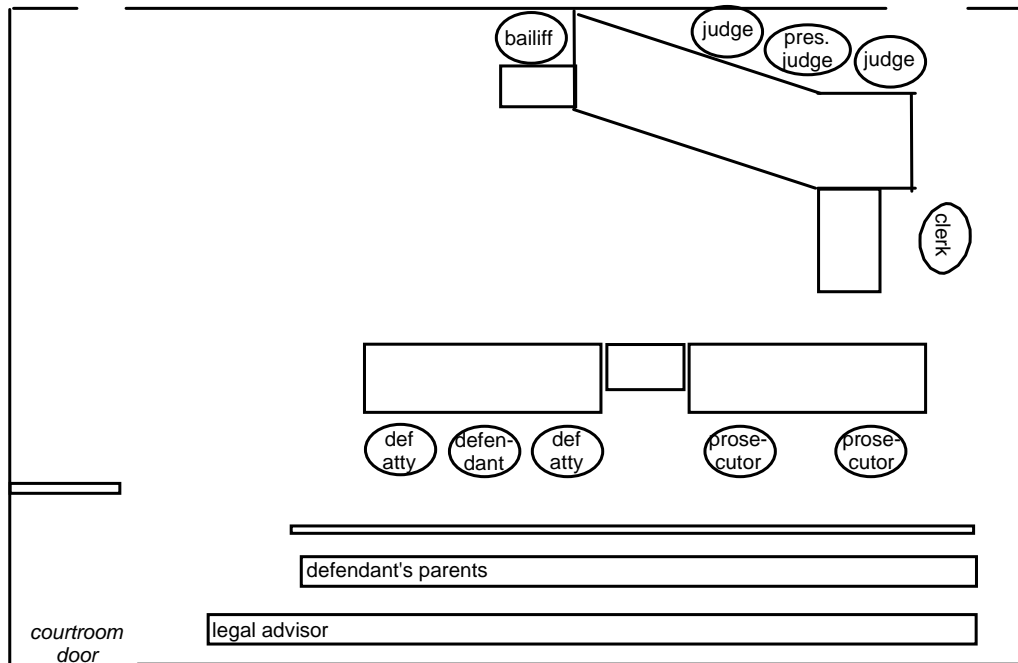 bailiff
judge
pres.
judge
judge
clerk
def
atty
defen-
dant
def
atty
prose-
cutor
prose-
cutor
defendant's parents
legal advisor
courtroom
door